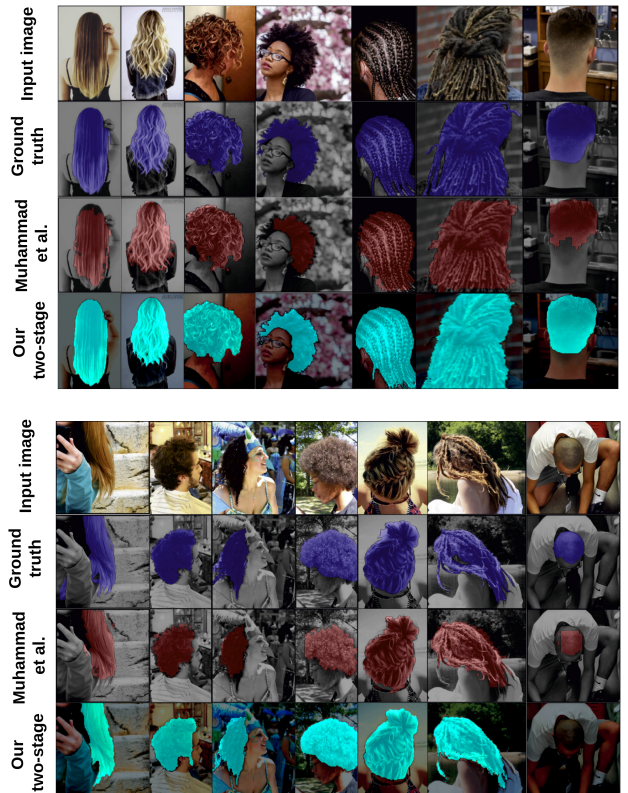 Input image
Ground
truth
Muhammad
et al.
Our
two-stage
Input image
Ground
truth
Muhammad
et al.
Our
two-stage